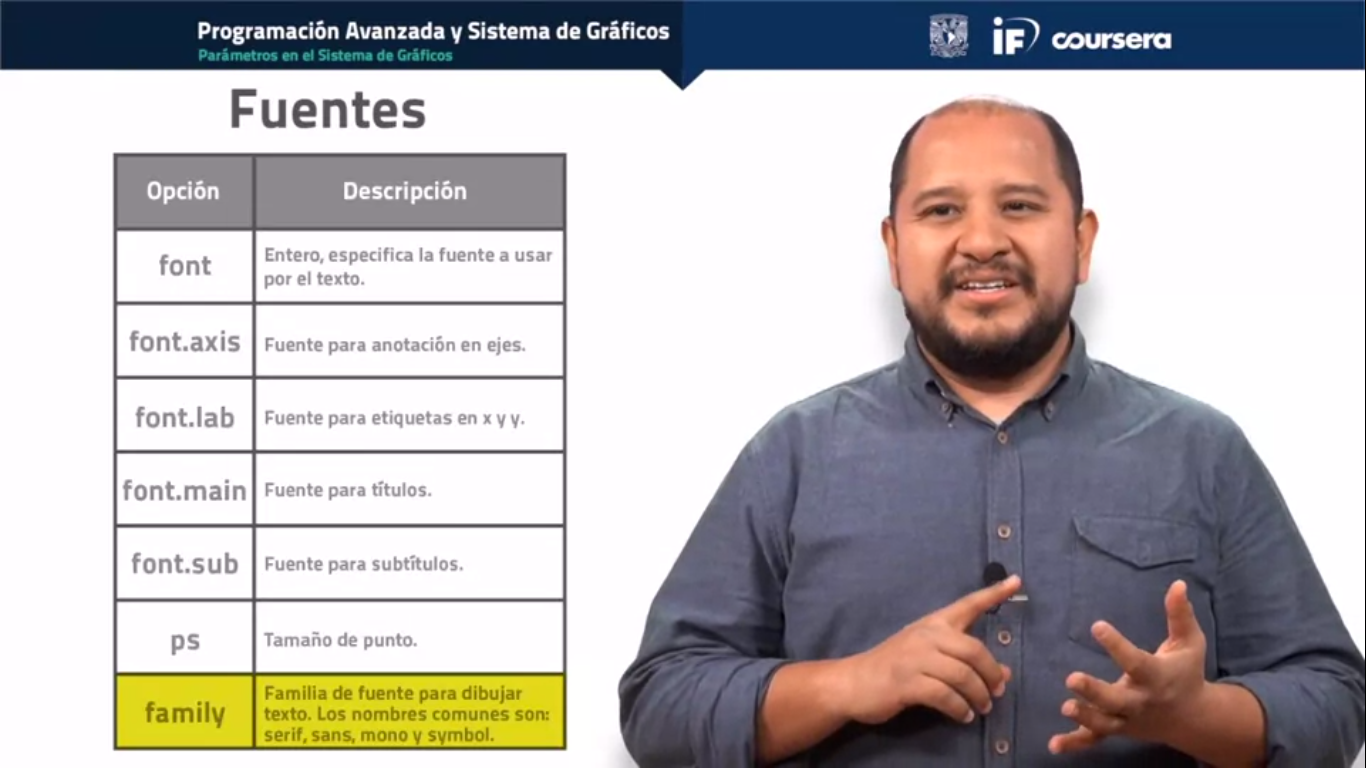 Programación Avanzada y Sistema de Gráficos
Parámetros en el Sistema de Gráficos
iF coursera
Fuentes
Opción Descripción
font Entero, especifica la fuente a usar
por el texto.
font.axis Fuente para anotación en ejes.
font.lab Fuente para etiquetas en x y y.
font.main Fuente para títulos.
font.sub Fuente para subtítulos.
ps Tamaño de punto.
family Familia de fuente para dibujar
texto. Los nombres comunes son:
serif, sans, mono y symbol.